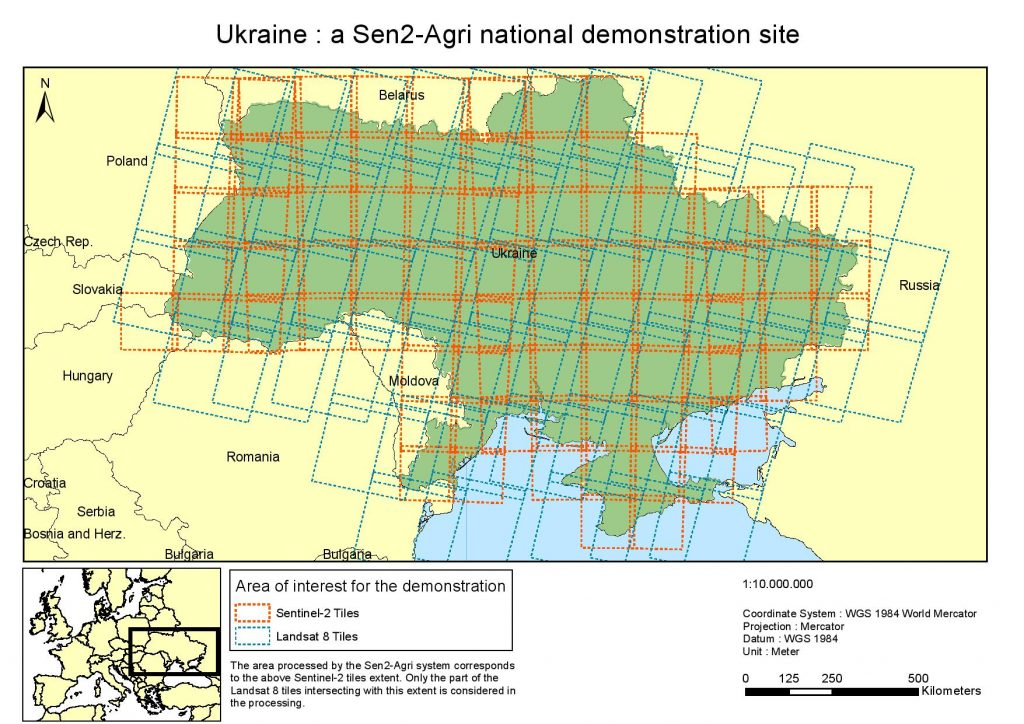 Ukraine : a Sen2-Agri national demonstration site
N
Belarus
Poland
Czech Rep.
Ukraine
Slovakia
Russia
Hungary
Moldova
Romania
Croatia
Serbia
Bosnia and Herz.
Bulgaria
Bulgaria
Area of interest for the demonstration
Sentinel-2 Tiles
Landsat 8 Tiles
The area processed by the Sen2-Agri system corresponds
to the above Sentinel-2 tiles extent. Only the part of the
Landsat 8 tiles intersecting with this extent is considered in
the processing.
1:10.000.000
Coordinate System : WGS 1984 World Mercator
Projection : Mercator
Datum : WGS 1984
Unit : Meter
0 125 250 500
Kilometers